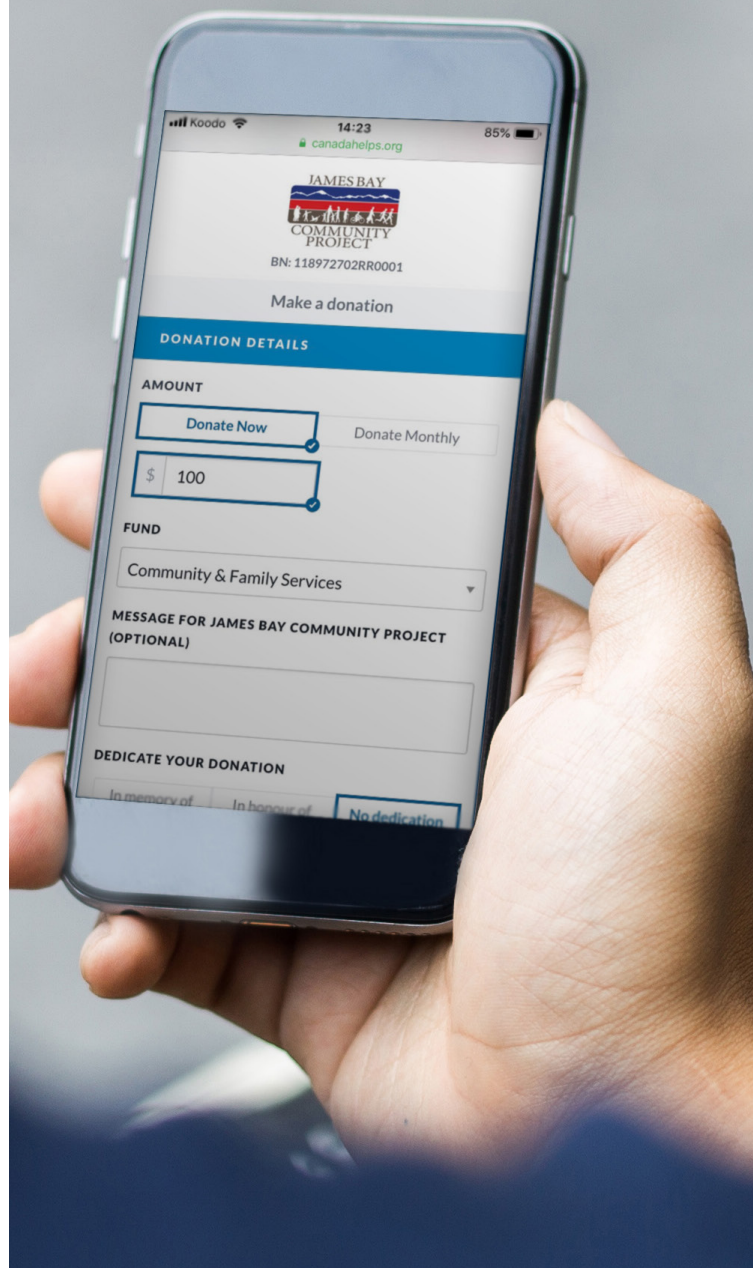 Koodo 14:23 85%
canadahelps.org
JAMES BAY
COMMUNITY
PROJECT
BN: 118972702RR0001
Make a donation
DONATION DETAILS
AMOUNT
Donate Now Donate Monthly
$ 100
FUND
Community & Family Services
MESSAGE FOR JAMES BAY COMMUNITY PROJECT
(OPTIONAL)
DEDICATE YOUR DONATION
In memory of In honour of No dedication